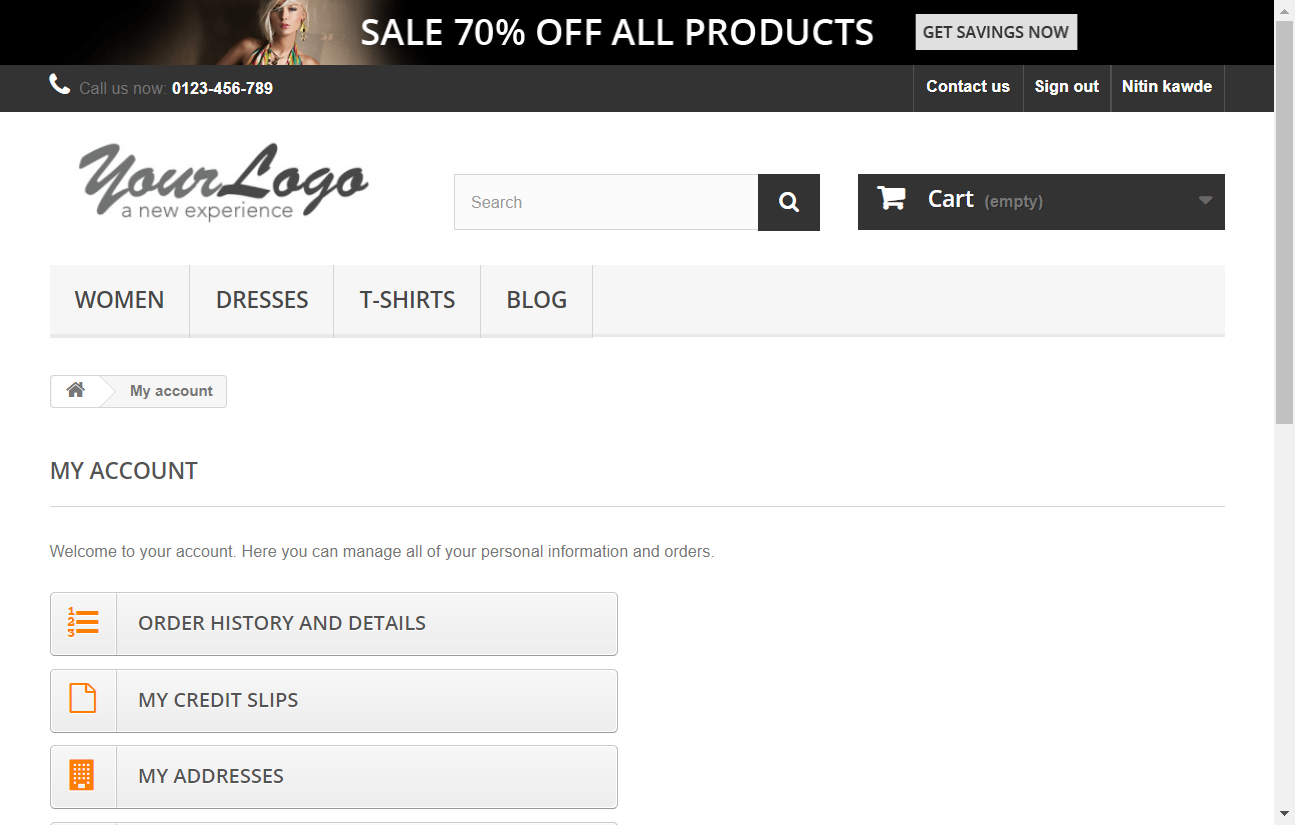 SALE 70% OFF ALL PRODUCTS GET SAVINGS NOW
Call us now: 0123-456-789 Contact us Sign out Nitin kawde
YourLogo
a new experience
Search
Cart (empty)
WOMEN DRESSES T-SHIRTS BLOG
My account
MY ACCOUNT
Welcome to your account. Here you can manage all of your personal information and orders.
1
2
3
ORDER HISTORY AND DETAILS
MY CREDIT SLIPS
MY ADDRESSES